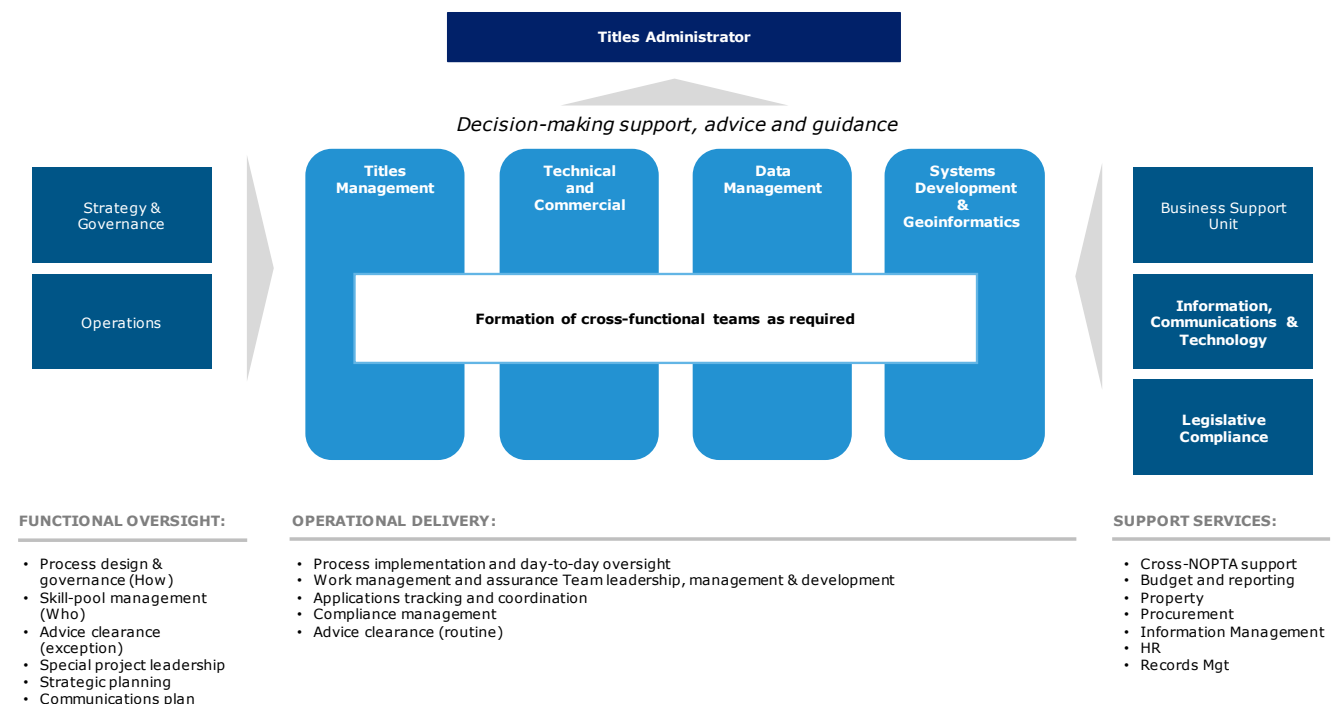 Titles Administrator
Decision-making support, advice and guidance
Strategy &
Governance
Operations
Titles
Management
Technical
and
Commercial
Data
Management
Systems
Development
&
Geoinformatics
Formation of cross-functional teams as required
Business Support
Unit
Information,
Communications &
Technology
Legislative
Compliance
FUNCTIONAL OVERSIGHT:
• Process design &
governance (How)
• Skill-pool management
(Who)
• Advice clearance
(exception)
• Special project leadership
• Strategic planning
• Communications plan
OPERATIONAL DELIVERY:
• Process implementation and day-to-day oversight
• Work management and assurance Team leadership, management & development
• Applications tracking and coordination
• Compliance management
• Advice clearance (routine)
SUPPORT SERVICES:
• Cross-NOPTA support
• Budget and reporting
• Property
• Procurement
• Information Management
• HR
• Records Mgt